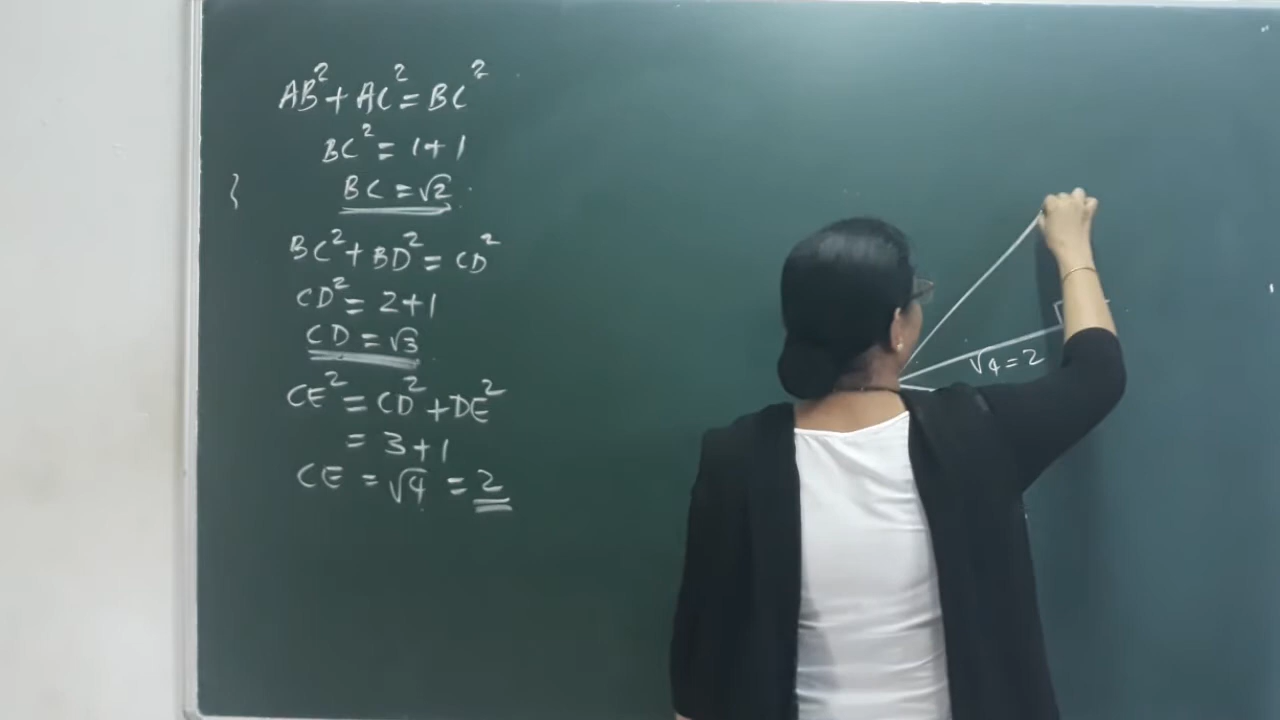 AB² + AC² = BC²
BC² = 1 + 1
BC = √2
BC² + BD² = CD²
CD² = 2 + 1
CD = √3
CE² = CD² + DE²
= 3 + 1
CE = √4 = 2
√4 = 2